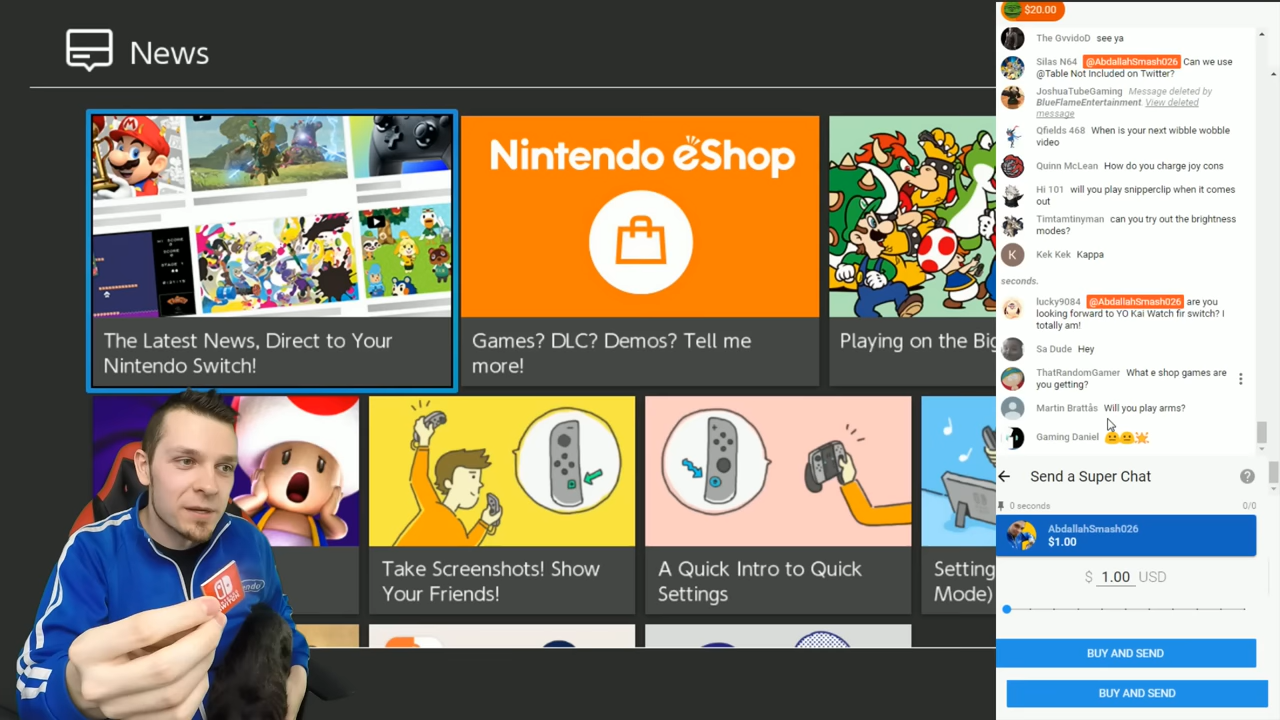 News
Nintendo eShop
The Latest News, Direct to Your
Nintendo Switch!
Games? DLC? Demos? Tell me
more!
Playing on the Big
Take Screenshots! Show
Your Friends!
A Quick Intro to Quick
Settings
Setting
Mode)
$20.00
The GvvidoD see ya
Silas N64 @AbdallahSmash026 Can we use
@Table Not Included on Twitter?
JoshuaTubeGaming Message deleted by
BlueFlameEntertainment. View deleted
message
Qfields 468 When is your next wibble wobble
video
Quinn McLean How do you charge joy cons
Hi 101 will you play snipperclip when it comes
out
Timtamtinyman can you try out the brightness
modes?
K Kek Kek Kappa
seconds.
lucky9084 @AbdallahSmash026 are you
looking forward to YO Kai Watch fir switch? I
totally am!
Sa Dude Hey
ThatRandomGamer What e shop games are
you getting?
Martin Brattås Will you play arms?
Gaming Daniel
Send a Super Chat
0 seconds 0/0
AbdallahSmash026
$1.00
$ 1.00 USD
BUY AND SEND
BUY AND SEND